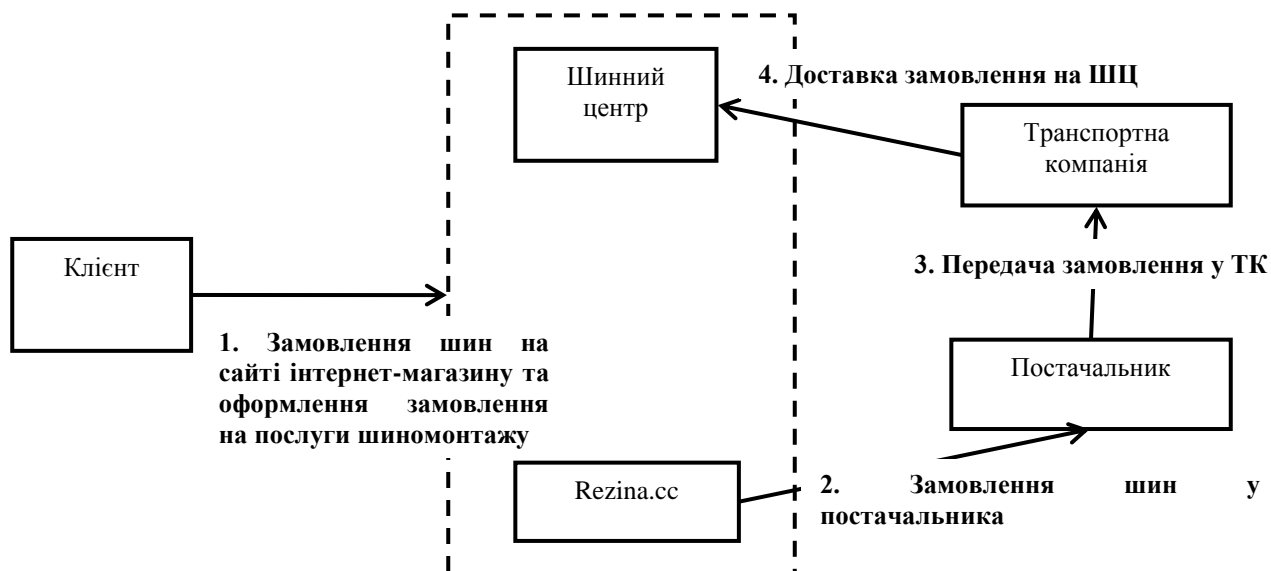 Шинний
центр
4. Доставка замовлення на ШЦ
Транспортна
компанія
Клієнт
3. Передача замовлення у ТК
1. Замовлення шин на
сайті інтернет-магазину та
оформлення замовлення
на послуги шиномонтажу
Постачальник
Rezina.cc
2. Замовлення шин у
постачальника